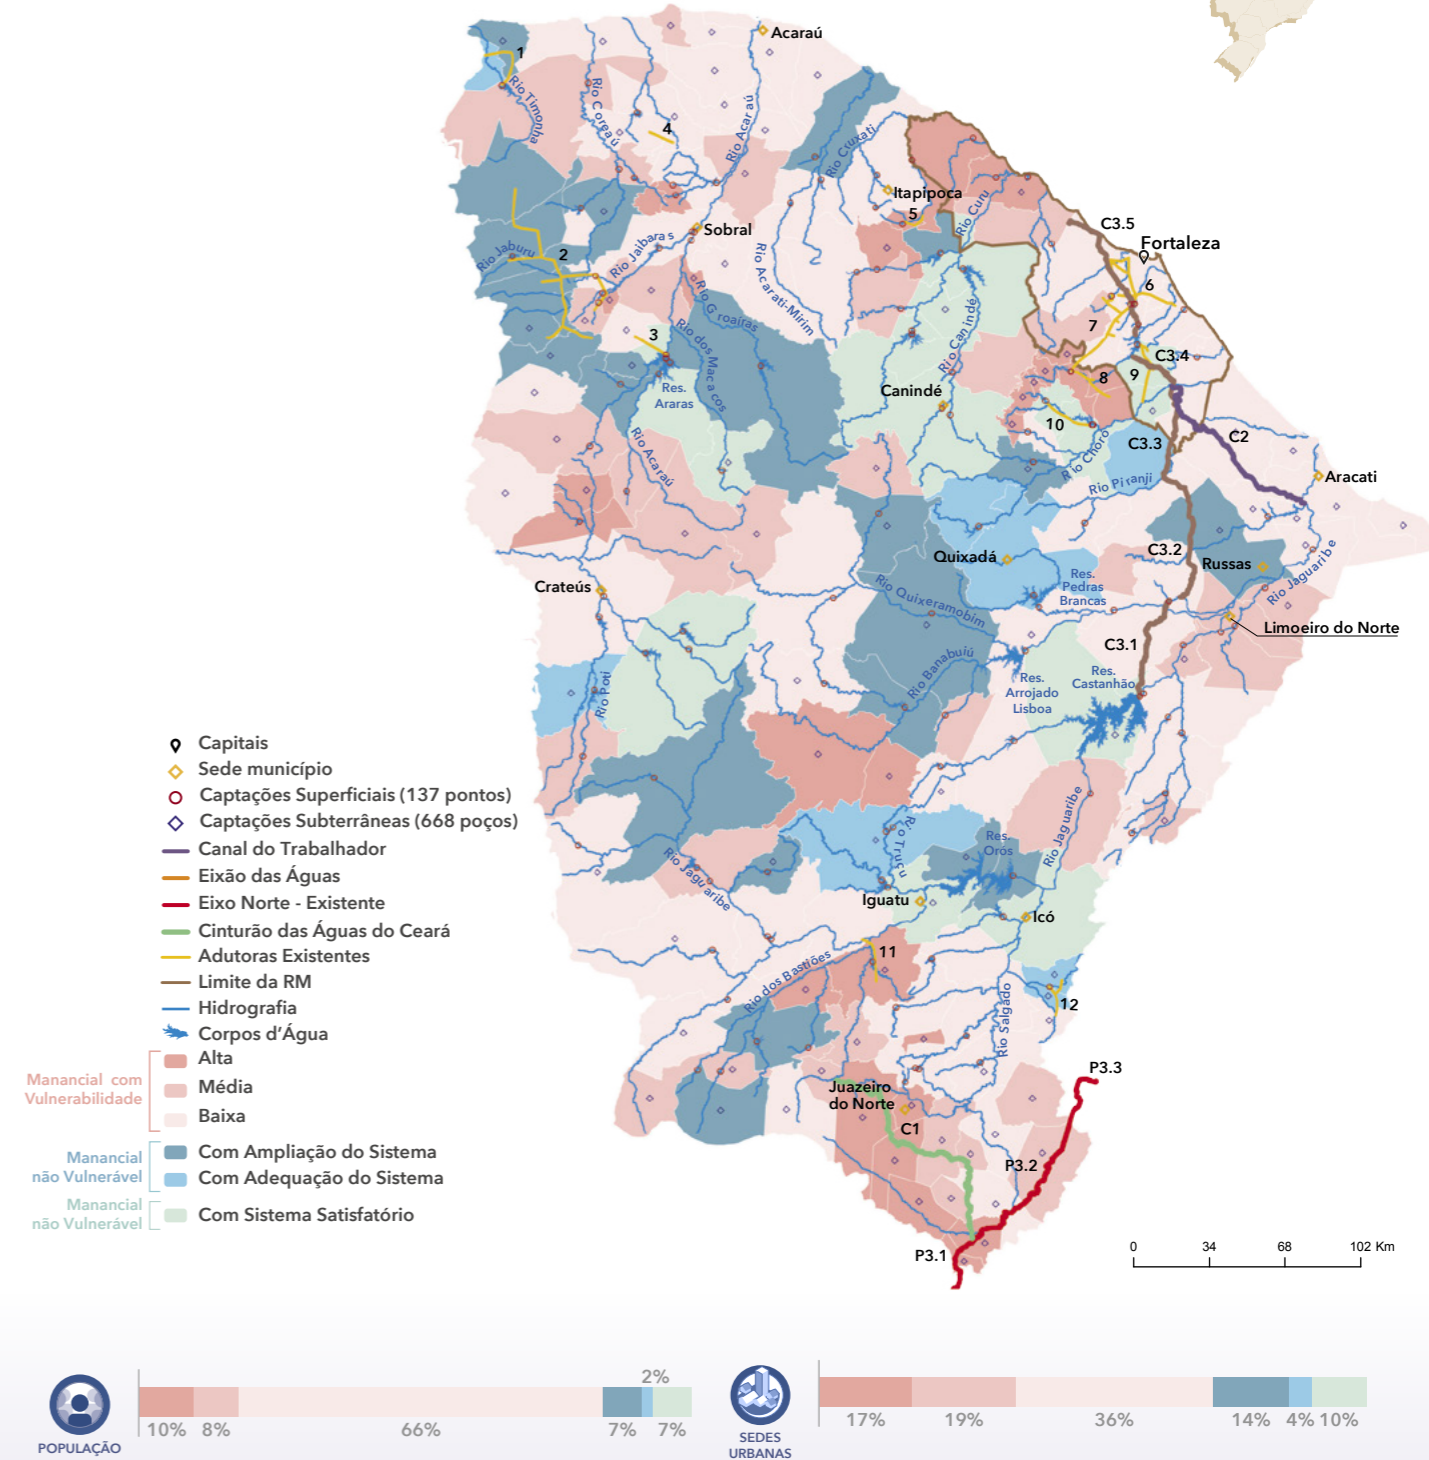 Acaraú
1
Rio Timonha
Rio Coreaú
4
Rio Acaraú
Rio Cruxati
Itapipoca
5
Rio Curu
C3.5
Fortaleza
Sobral
Rio Jaburu
2
Rio Jaibaras
Rio Acaratí-Mirim
6
Rio Groaíras
7
3
Rio dos Macacos
Rio Canindé
C3.4
Res.
Araras
8
9
Canindé
10
C3.3
C2
Rio Choró
Rio Acaraú
Rio Piranji
Aracati
C3.2
Quixadá
Russas
Res.
Pedras
Brancas
Rio Jaguaribe
Crateús
Rio Quixeramobim
Limoeiro do Norte
C3.1
Rio Banabuiú
Res.
Castanhão
Res.
Arrojado
Lisboa
Rio Poti
Capitais
Sede município
Captações Superficiais (137 pontos)
Captações Subterrâneas (668 poços)
Canal do Trabalhador
Eixão das Águas
Eixo Norte - Existente
Cinturão das Águas do Ceará
Adutoras Existentes
Limite da RM
Hidrografia
Corpos d'Água
Manancial com
Vulnerabilidade
Alta
Média
Baixa
Manancial
não Vulnerável
Com Ampliação do Sistema
Com Adequação do Sistema
Manancial
não Vulnerável
Com Sistema Satisfatório
Rio Truçu
Res.
Orós
Rio Jaguaribe
Rio Jaguaribe
Iguatu
Icó
11
Rio dos Bastiões
Rio Salgado
12
P3.3
Juazeiro
do Norte
C1
P3.2
P3.1
0 34 68 102 Km
POPULAÇÃO
10% 8% 66% 7% 2% 7%
SEDES
URBANAS
17% 19% 36% 14% 4% 10%